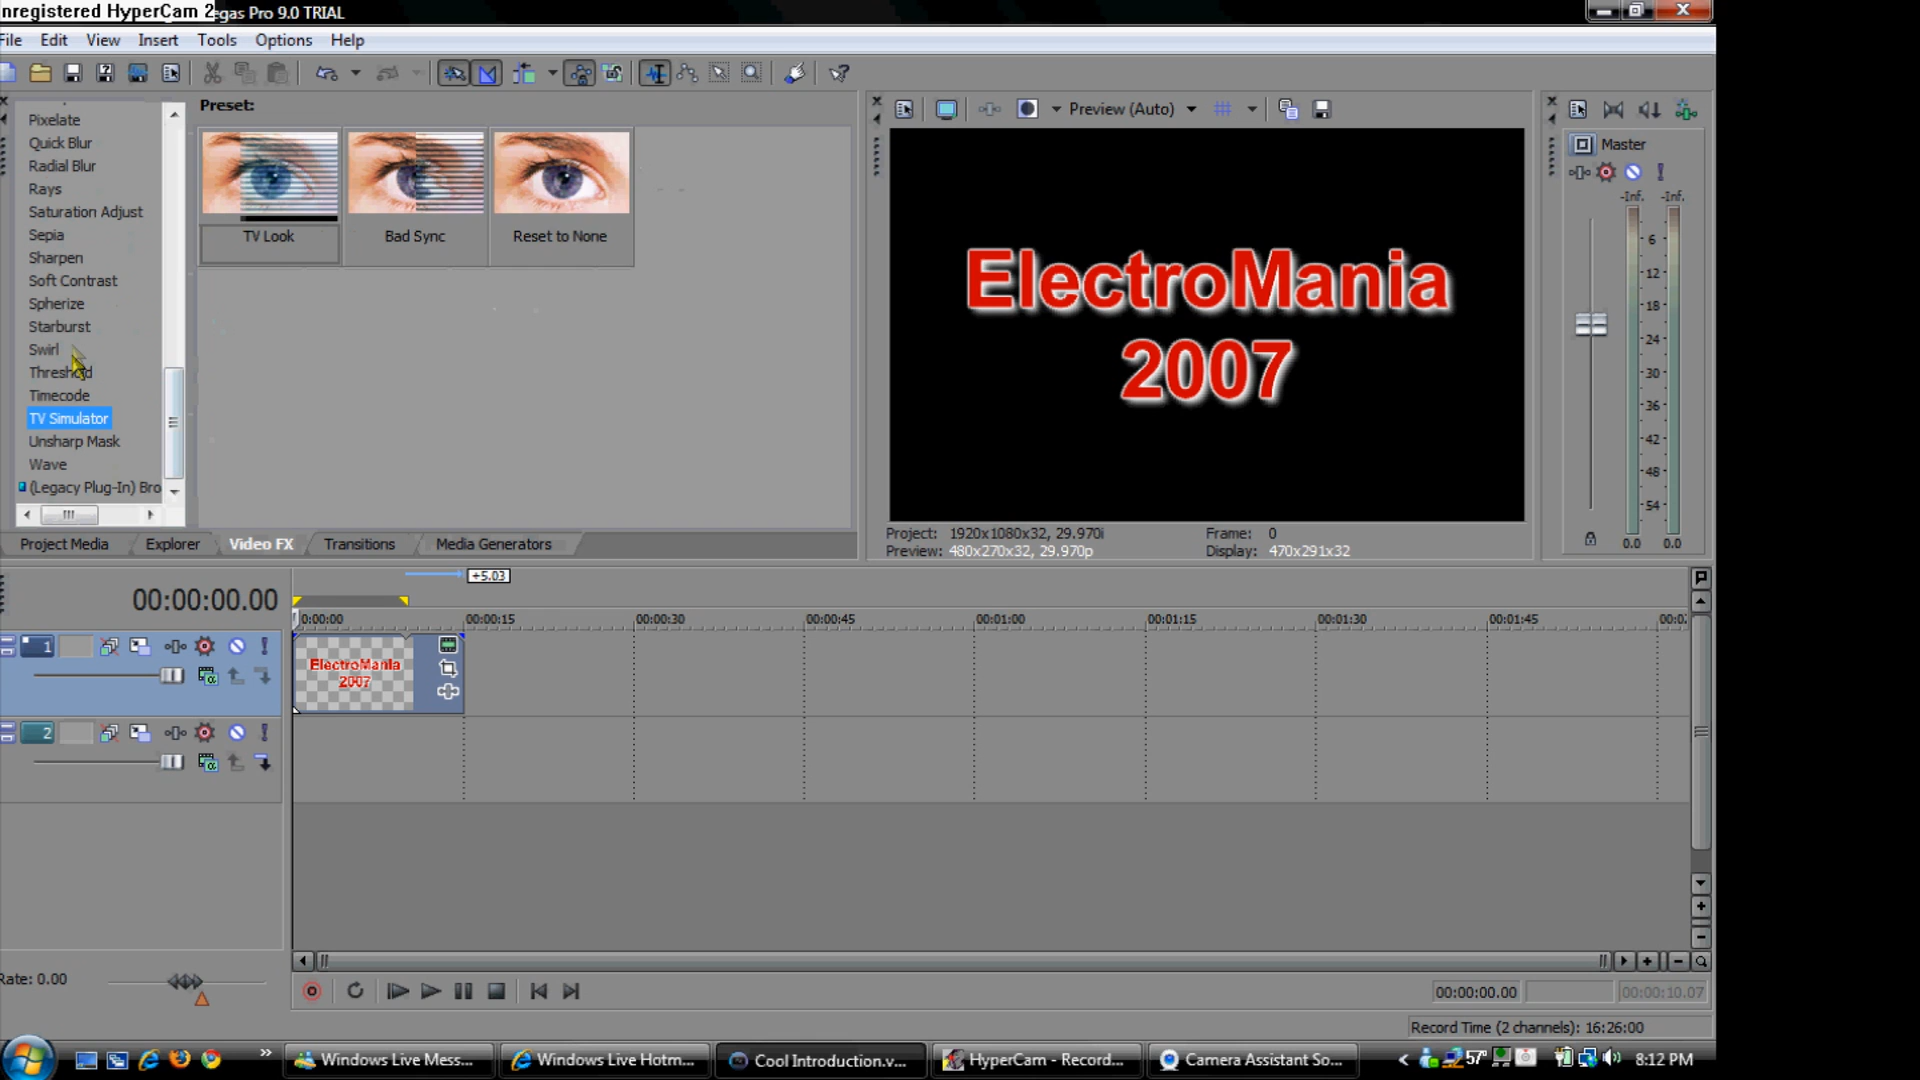 nregistered HyperCam 2
egas Pro 9.0 TRIAL
File Edit View Insert Tools Options Help
Preset:
Pixelate
Quick Blur
Radial Blur
Rays
Saturation Adjust
Sepia
Sharpen
Soft Contrast
Spherize
Starburst
Swirl
Threshold
Timecode
TV Simulator
Unsharp Mask
Wave
(Legacy Plug-In) Bro
TV Look
Bad Sync
Reset to None
Project Media
Explorer
Video FX
Transitions
Media Generators
Preview (Auto)
ElectroMania
2007
Project: 1920x1080x32, 29.970i
Preview: 480x270x32, 29.970p
Frame: 0
Display: 470x291x32
Master
-Inf. -Inf.
6
12
18
24
30
36
42
48
54
0.0 0.0
00:00:00.00
+5.03
0:00:00 00:00:15 00:00:30 00:00:45 00:01:00 00:01:15 00:01:30 00:01:45 00:0
1
ElectroMania
2007
2
Rate: 0.00
00:00:00.00
00:00:10.07
Record Time (2 channels): 16:26:00
Windows Live Mess...
Windows Live Hotm...
Cool Introduction.v...
HyperCam - Record...
Camera Assistant So...
57°
8:12 PM